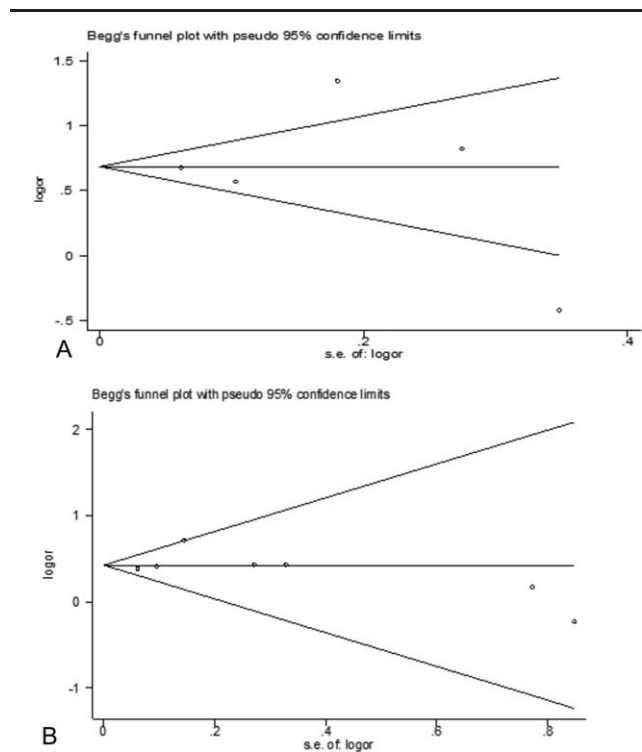 Begg's funnel plot with pseudo 95% confidence limits
1.5
1
.5
0
-.5
logor
0 .2 .4
s.e. of: logor
A
Begg's funnel plot with pseudo 95% confidence limits
2
1
0
-1
logor
0 .2 .4 .6 .8
s.e. of: logor
B